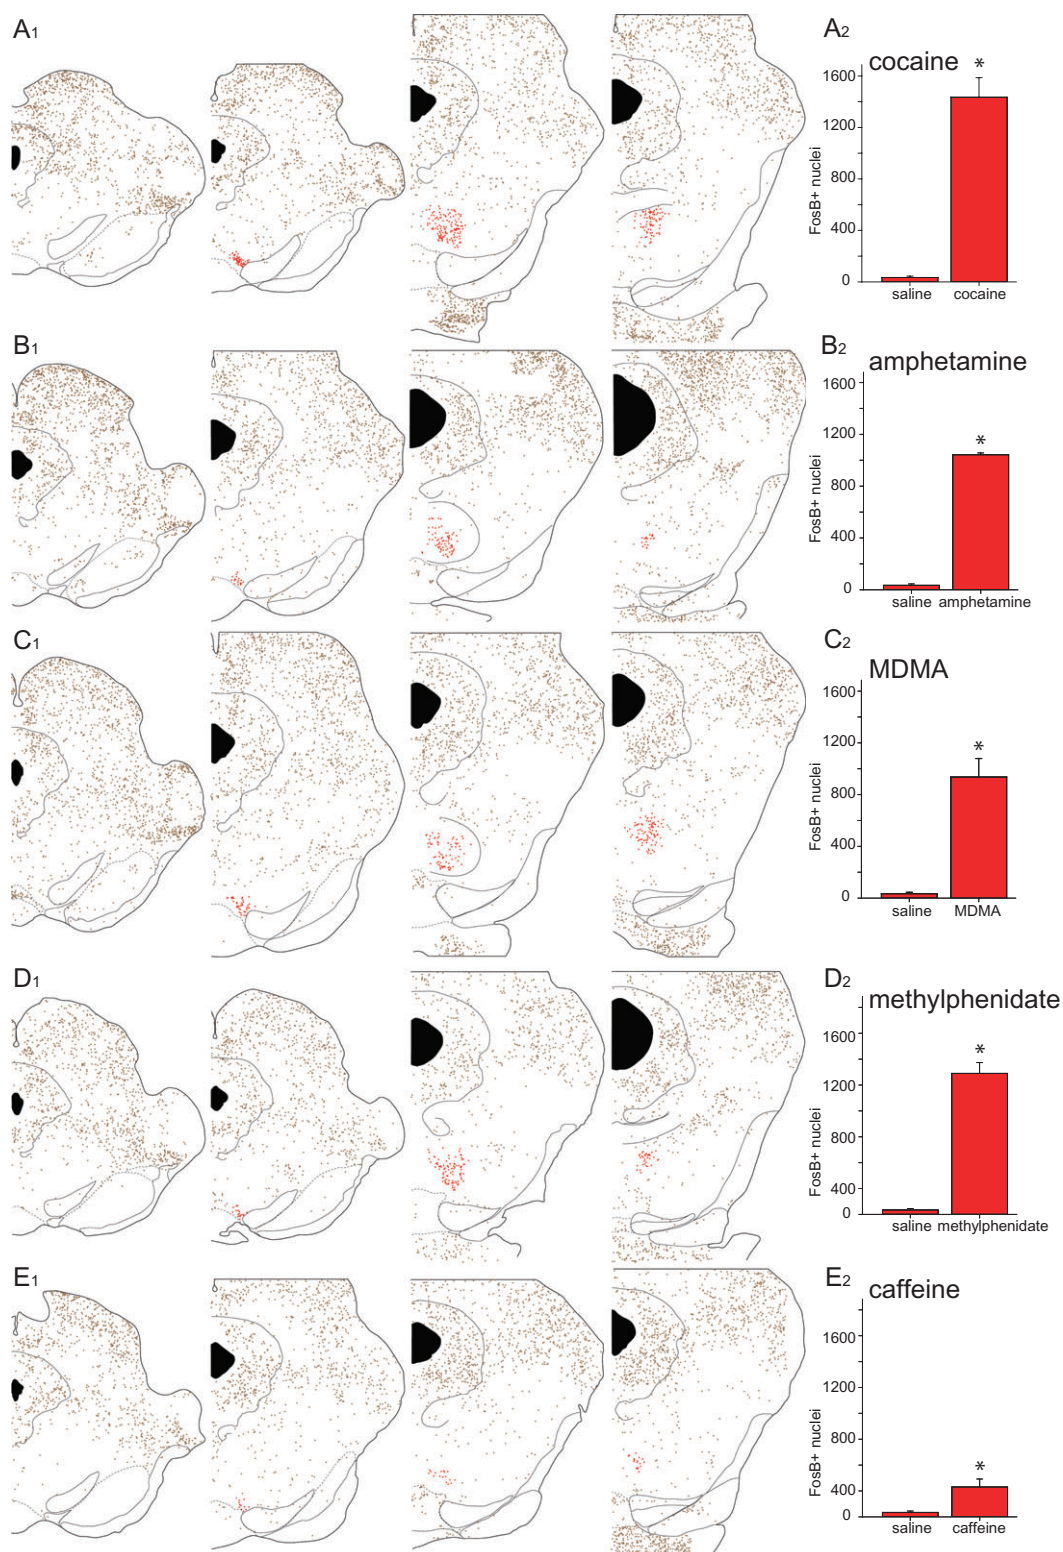 A1
A2
cocaine
*
1600
1400
800
400
0
FosB+ nuclei
saline cocaine
B1
B2
amphetamine
*
1600
1200
800
400
0
FosB+ nuclei
saline amphetamine
C1
C2
MDMA
*
1600
1200
800
400
0
FosB+ nuclei
saline MDMA
D1
D2
methylphenidate
*
1600
1200
800
400
0
FosB+ nuclei
saline methylphenidate
E1
E2
caffeine
*
1600
1200
800
400
0
FosB+ nuclei
saline caffeine